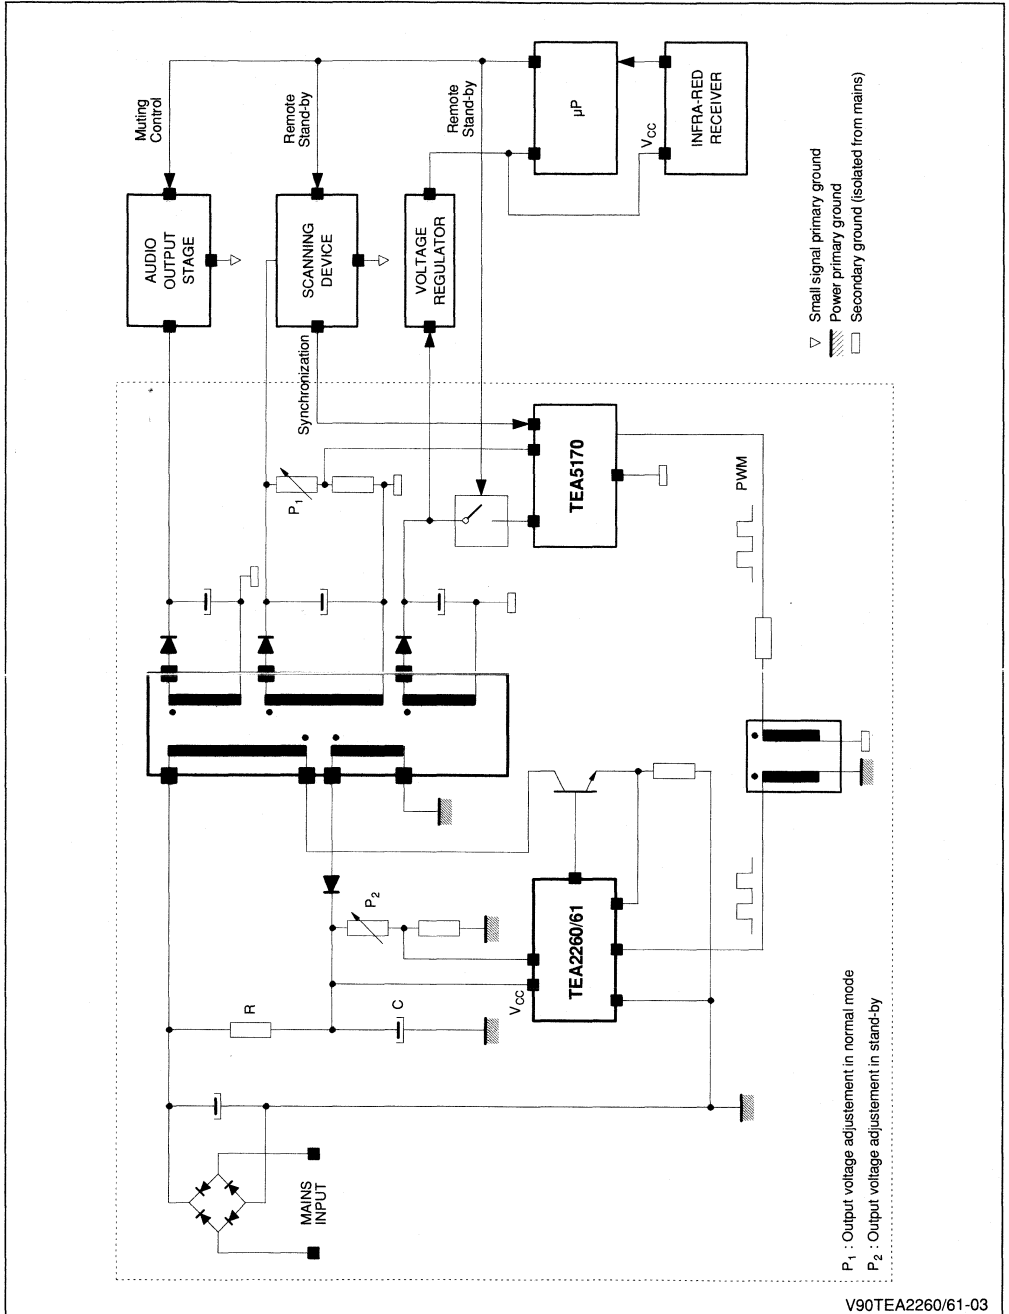 MAINS
INPUT
R
C
P2
VCC
TEA2260/61
P1
Synchronization
PWM
TEA5170
AUDIO
OUTPUT
STAGE
Muting
Control
SCANNING
DEVICE
Remote
Stand-by
VOLTAGE
REGULATOR
Remote
Stand-by
µP
VCC
INFRA-RED
RECEIVER
Small signal primary ground
Power primary ground
Secondary ground (isolated from mains)
P1 : Output voltage adjustement in normal mode
P2 : Output voltage adjustement in stand-by
V90TEA2260/61-03